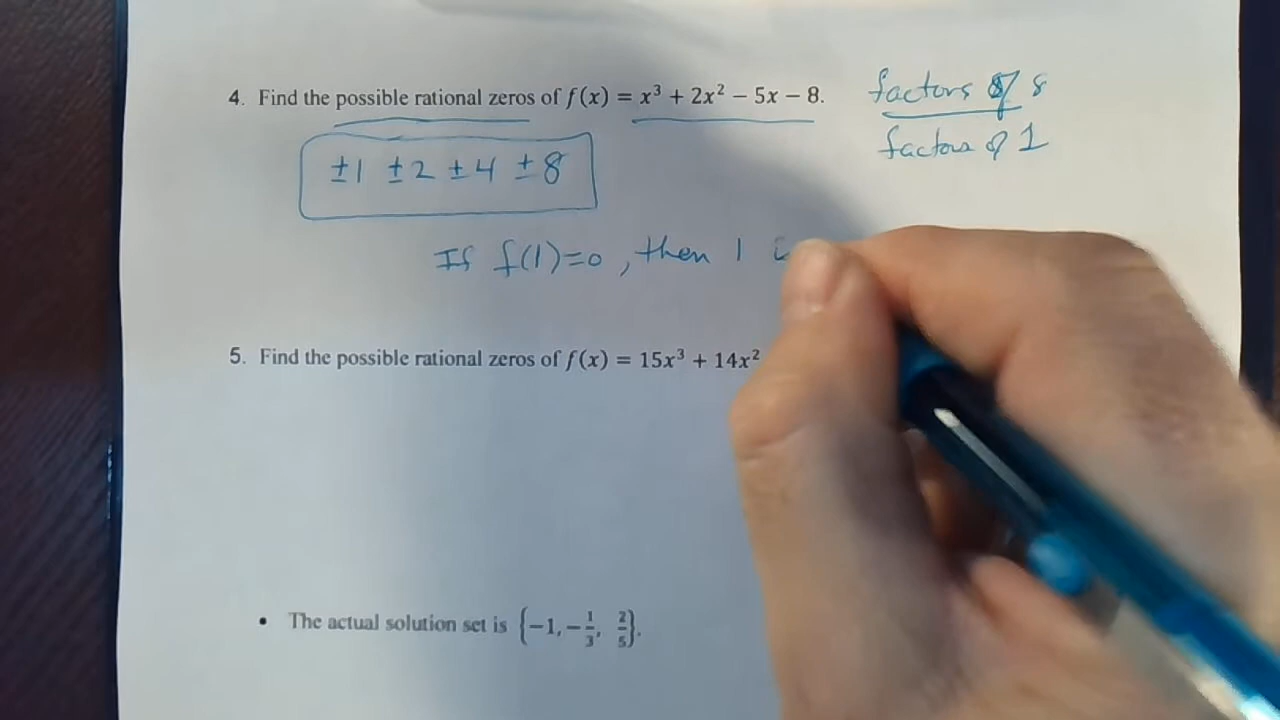 4. Find the possible rational zeros of f(x) = x³ + 2x² − 5x − 8.
factors of 8
factors of 1
±1 ±2 ±4 ±8
If f(1)=0, then 1
5. Find the possible rational zeros of f(x) = 15x³ + 14x²
• The actual solution set is {−1, −1/3, 2/5}.